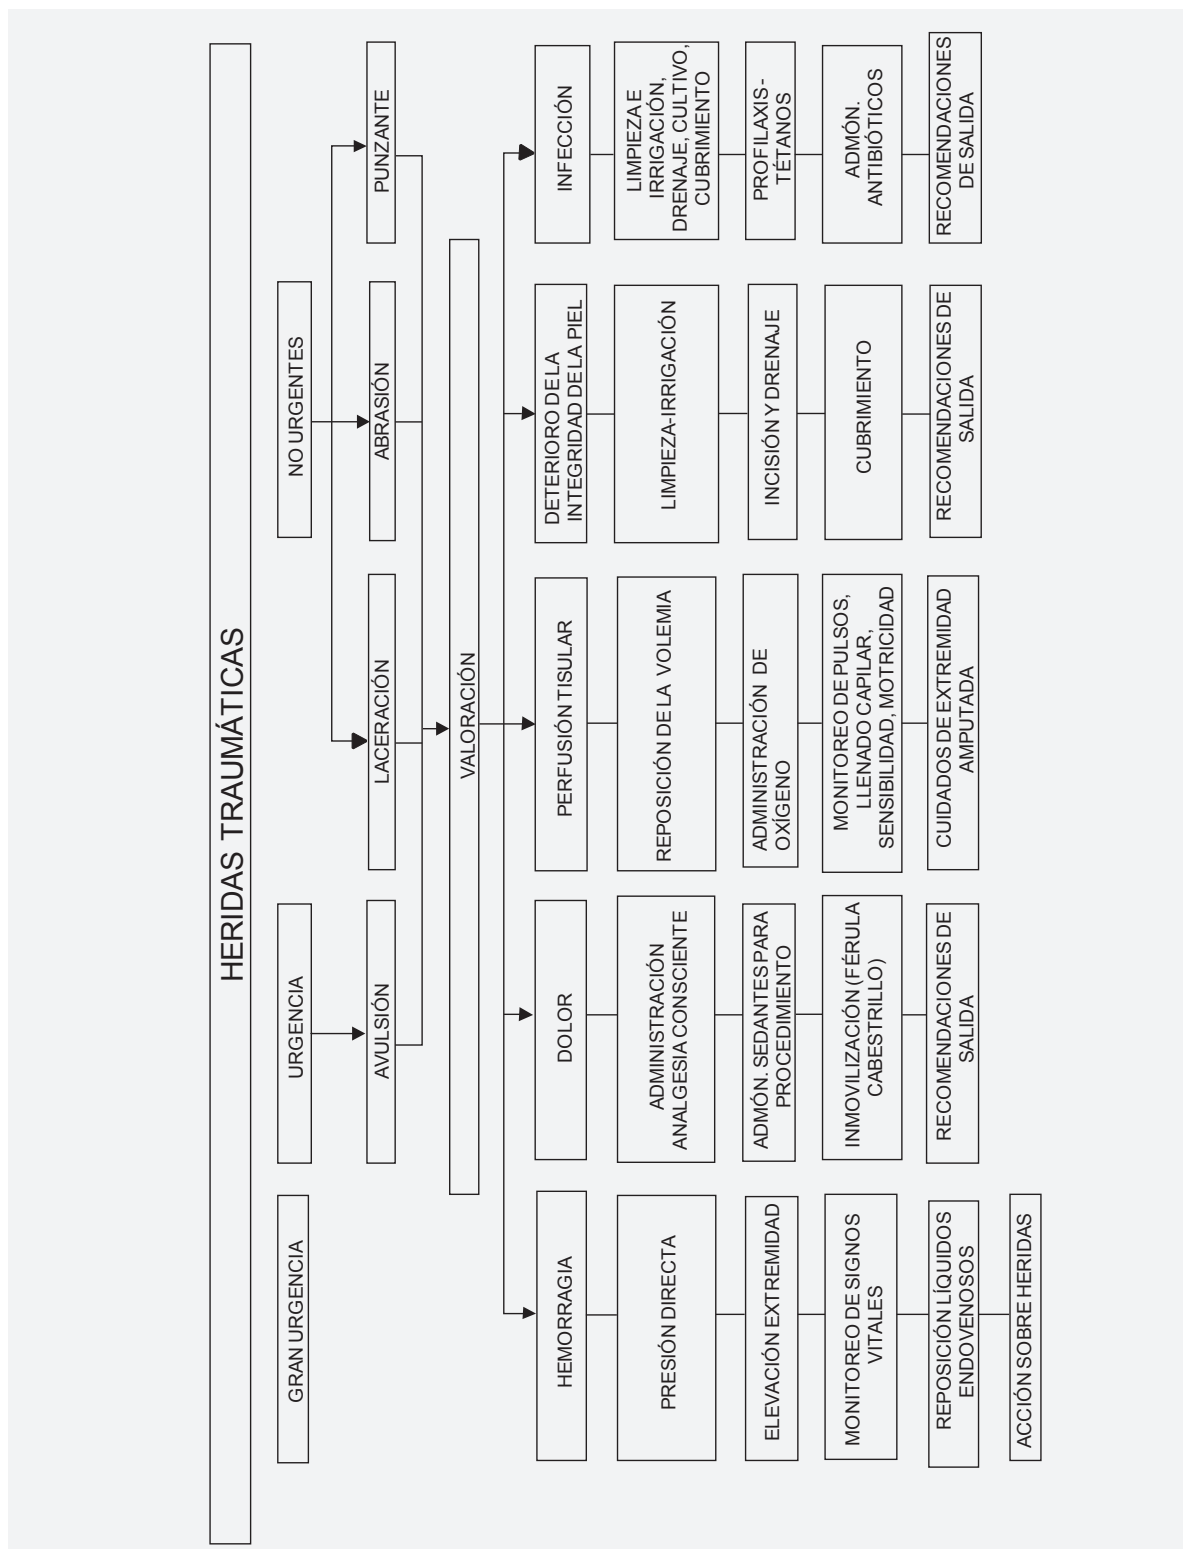 HERIDAS TRAUMÁTICAS
GRAN URGENCIA
URGENCIA
NO URGENTES
AVULSIÓN
LACERACIÓN
ABRASIÓN
PUNZANTE
VALORACIÓN
HEMORRAGIA
PRESIÓN DIRECTA
ELEVACIÓN EXTREMIDAD
MONITOREO DE SIGNOS
VITALES
REPOSICIÓN LÍQUIDOS
ENDOVENOSOS
ACCIÓN SOBRE HERIDAS
DOLOR
ADMINISTRACIÓN
ANALGESIA CONSCIENTE
ADMÓN. SEDANTES PARA
PROCEDIMIENTO
INMOVILIZACIÓN (FÉRULA
CABESTRILLO)
RECOMENDACIONES DE
SALIDA
PERFUSIÓN TISULAR
REPOSICIÓN DE LA VOLEMIA
ADMINISTRACIÓN DE
OXÍGENO
MONITOREO DE PULSOS,
LLENADO CAPILAR,
SENSIBILIDAD, MOTRICIDAD
CUIDADOS DE EXTREMIDAD
AMPUTADA
DETERIORO DE LA
INTEGRIDAD DE LA PIEL
LIMPIEZA-IRRIGACIÓN
INCISIÓN Y DRENAJE
CUBRIMIENTO
RECOMENDACIONES DE
SALIDA
INFECCIÓN
LIMPIEZA E
IRRIGACIÓN,
DRENAJE, CULTIVO,
CUBRIMIENTO
PROFILAXIS -
TÉTANOS
ADMÓN.
ANTIBIÓTICOS
RECOMENDACIONES
DE SALIDA